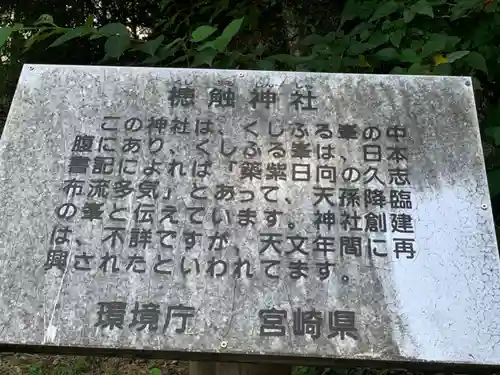 槵触神社
この神社は、くしふる峯の中
腹にあり、くしふる峯は、日本
書記によれば「築紫日向の久志
布流多気」とあって、天孫降臨
の峯と伝えています。神社創建
は、不詳ですが、天文年間に再
興されたといわれてます。
環境庁 宮崎県